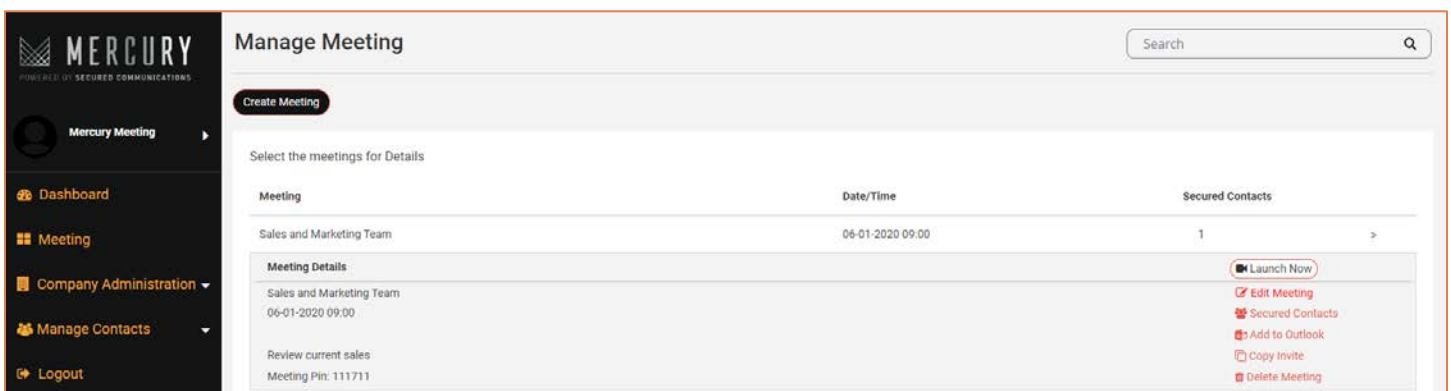 MERCURY
POWERED BY SECURED COMMUNICATIONS
Mercury Meeting
Dashboard
Meeting
Company Administration
Manage Contacts
Logout
Manage Meeting
Search
Create Meeting
Select the meetings for Details
Meeting Date/Time Secured Contacts
Sales and Marketing Team 06-01-2020 09:00 1 >
Meeting Details Launch Now
Sales and Marketing Team Edit Meeting
06-01-2020 09:00 Secured Contacts
Add to Outlook
Review current sales Copy Invite
Meeting Pin: 111711 Delete Meeting